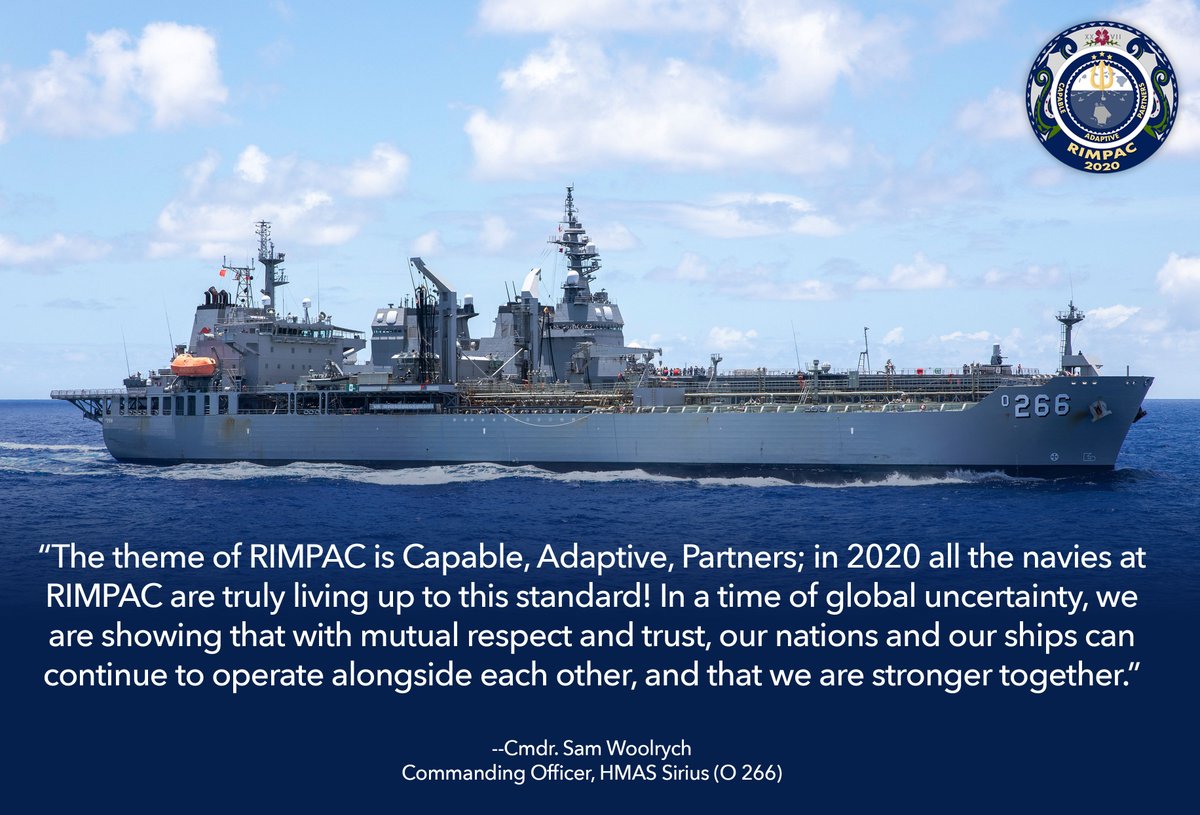 XX VII
CAPABLE
ADAPTIVE
PARTNERS
RIMPAC
2020
O 266
“The theme of RIMPAC is Capable, Adaptive, Partners; in 2020 all the navies at
RIMPAC are truly living up to this standard! In a time of global uncertainty, we
are showing that with mutual respect and trust, our nations and our ships can
continue to operate alongside each other, and that we are stronger together.”
--Cmdr. Sam Woolrych
Commanding Officer, HMAS Sirius (O 266)